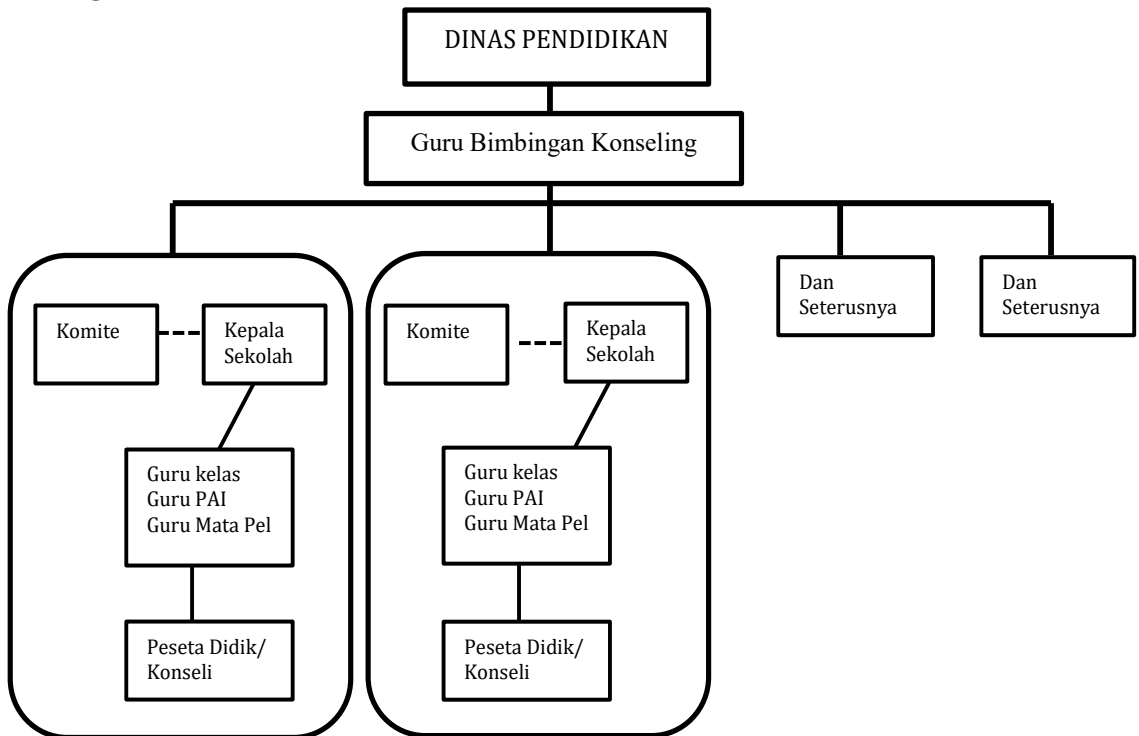 DINAS PENDIDIKAN
Guru Bimbingan Konseling
Komite
Kepala
Sekolah
Guru kelas
Guru PAI
Guru Mata Pel
Peseta Didik/
Konseli
Komite
Kepala
Sekolah
Guru kelas
Guru PAI
Guru Mata Pel
Peseta Didik/
Konseli
Dan
Seterusnya
Dan
Seterusnya